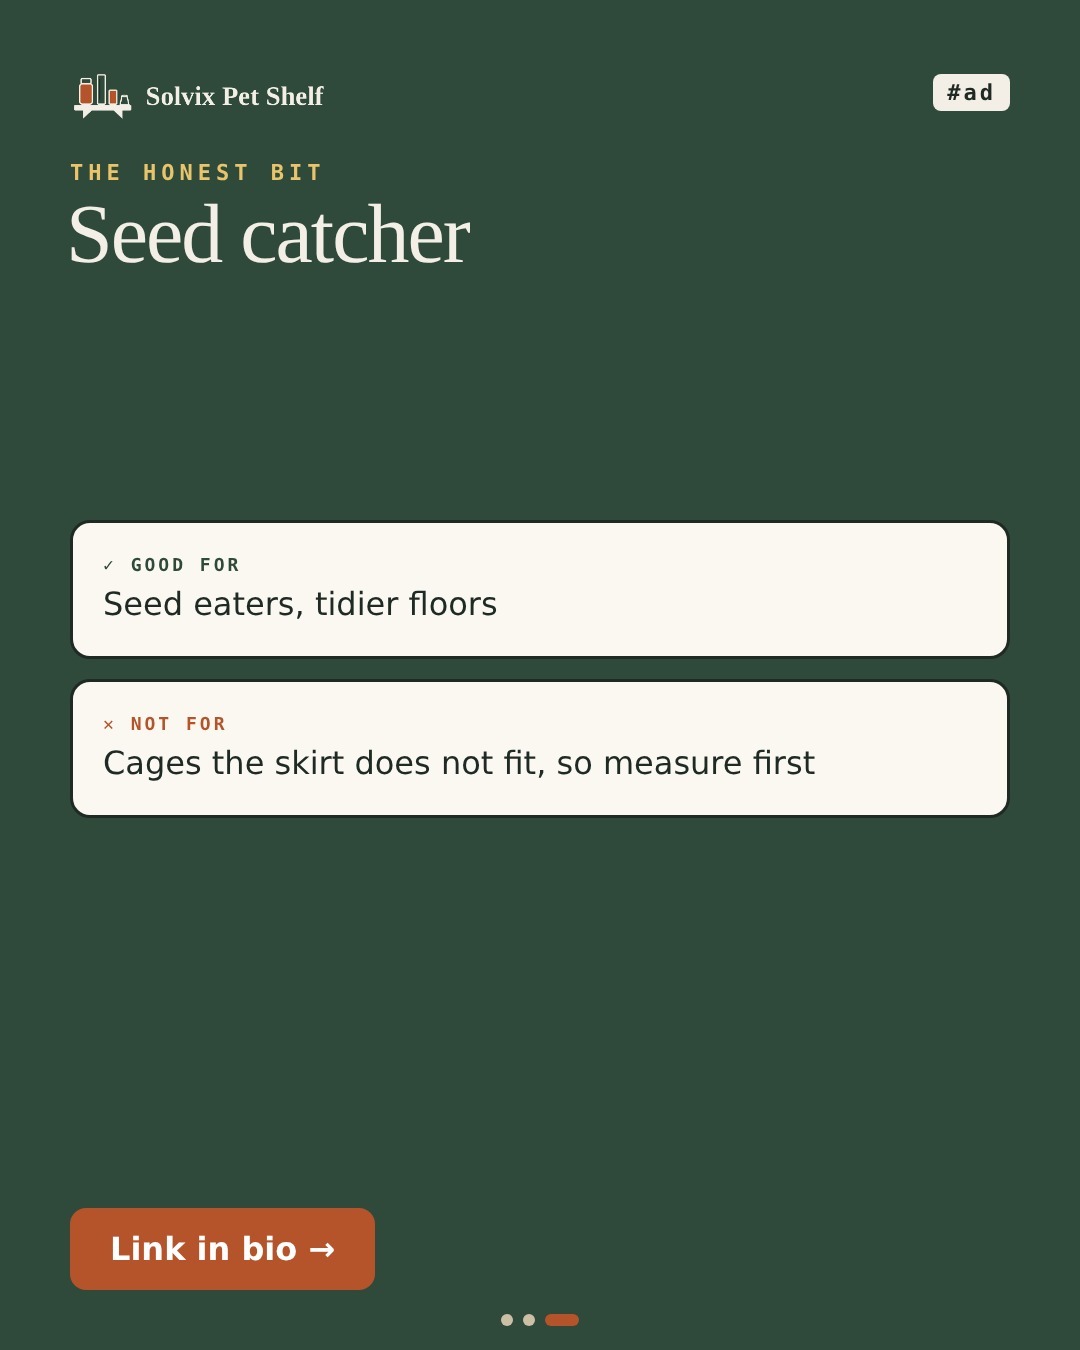 Solvix Pet Shelf
#ad
THE HONEST BIT
Seed catcher
✓ GOOD FOR
Seed eaters, tidier floors
✕ NOT FOR
Cages the skirt does not fit, so measure first
Link in bio →